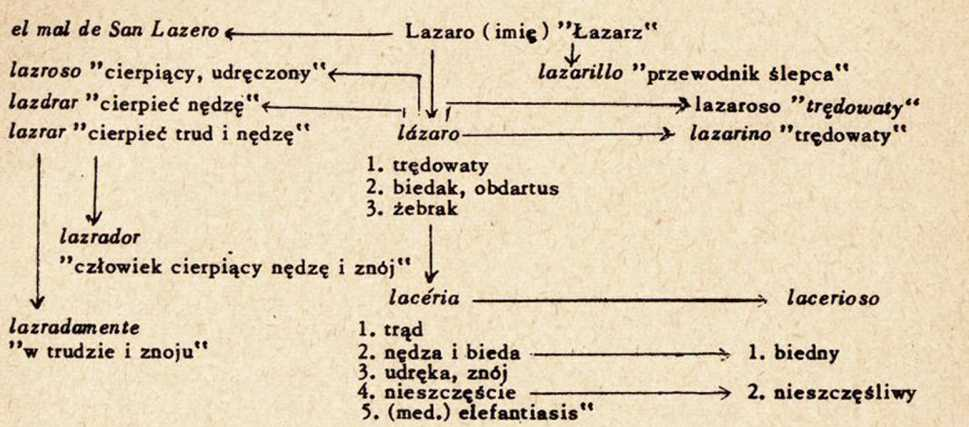 el mal de San Lazero Lazaro (imię) "Łazarz"
lazroso "cierpiący, udręczony" lazarillo "przewodnik ślepca"
lazdrar "cierpieć nędzę" lazaroso "trędowaty"
lazrar "cierpieć trud i nędzę" lázaro lazarino "trędowaty"
1. trędowaty
2. biedak, obdartus
3. żebrak
lazrador
"człowiek cierpiący nędzę i znój"
lacéria lacerioso
lazradamente
"w trudzie i znoju"
1. trąd
2. nędza i bieda 1. biedny
3. udręka, znój
4. nieszczęście 2. nieszczęśliwy
5. (med.) elefantiasis"